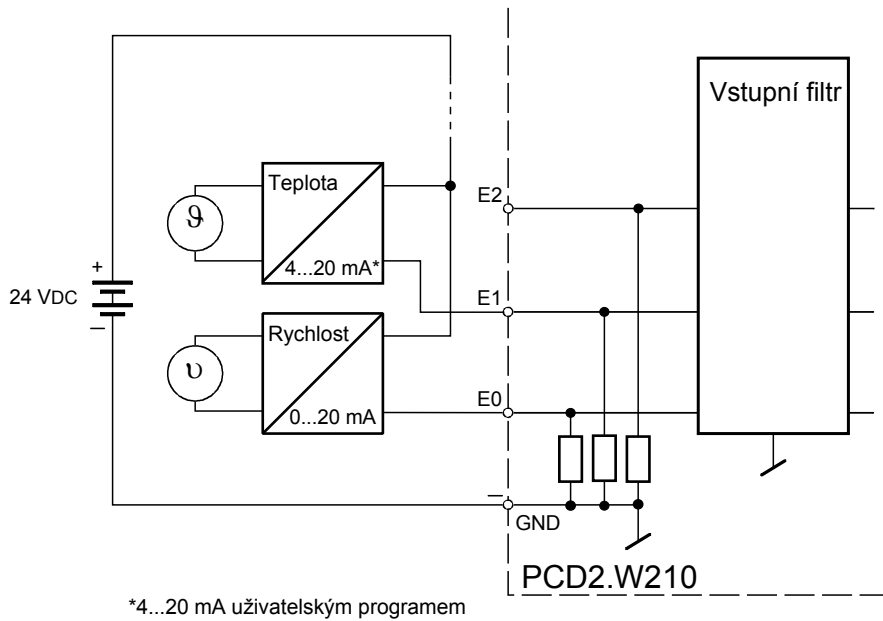 Vstupní filtr
Teplota
E2
ϑ
4...20 mA*
+
E1
24 VDC
–
Rychlost
υ
E0
0...20 mA
–
GND
PCD2.W210
*4...20 mA uživatelským programem